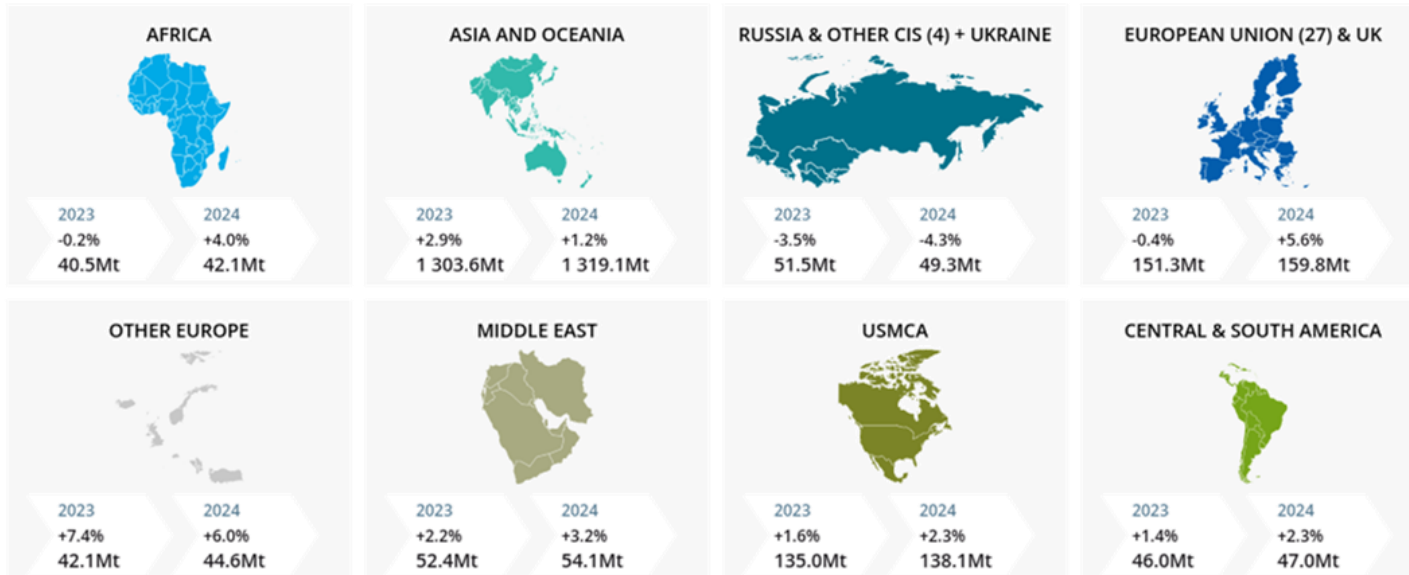 AFRICA
2023
-0.2%
40.5Mt
2024
+4.0%
42.1Mt
ASIA AND OCEANIA
2023
+2.9%
1 303.6Mt
2024
+1.2%
1 319.1Mt
RUSSIA & OTHER CIS (4) + UKRAINE
2023
-3.5%
51.5Mt
2024
-4.3%
49.3Mt
EUROPEAN UNION (27) & UK
2023
-0.4%
151.3Mt
2024
+5.6%
159.8Mt
OTHER EUROPE
2023
+7.4%
42.1Mt
2024
+6.0%
44.6Mt
MIDDLE EAST
2023
+2.2%
52.4Mt
2024
+3.2%
54.1Mt
USMCA
2023
+1.6%
135.0Mt
2024
+2.3%
138.1Mt
CENTRAL & SOUTH AMERICA
2023
+1.4%
46.0Mt
2024
+2.3%
47.0Mt